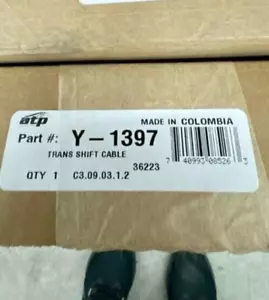 atp
MADE IN COLOMBIA
Part #: Y-1397
TRANS SHIFT CABLE
36223
7 40993 00526 3
QTY 1 C3.09.03.1.2